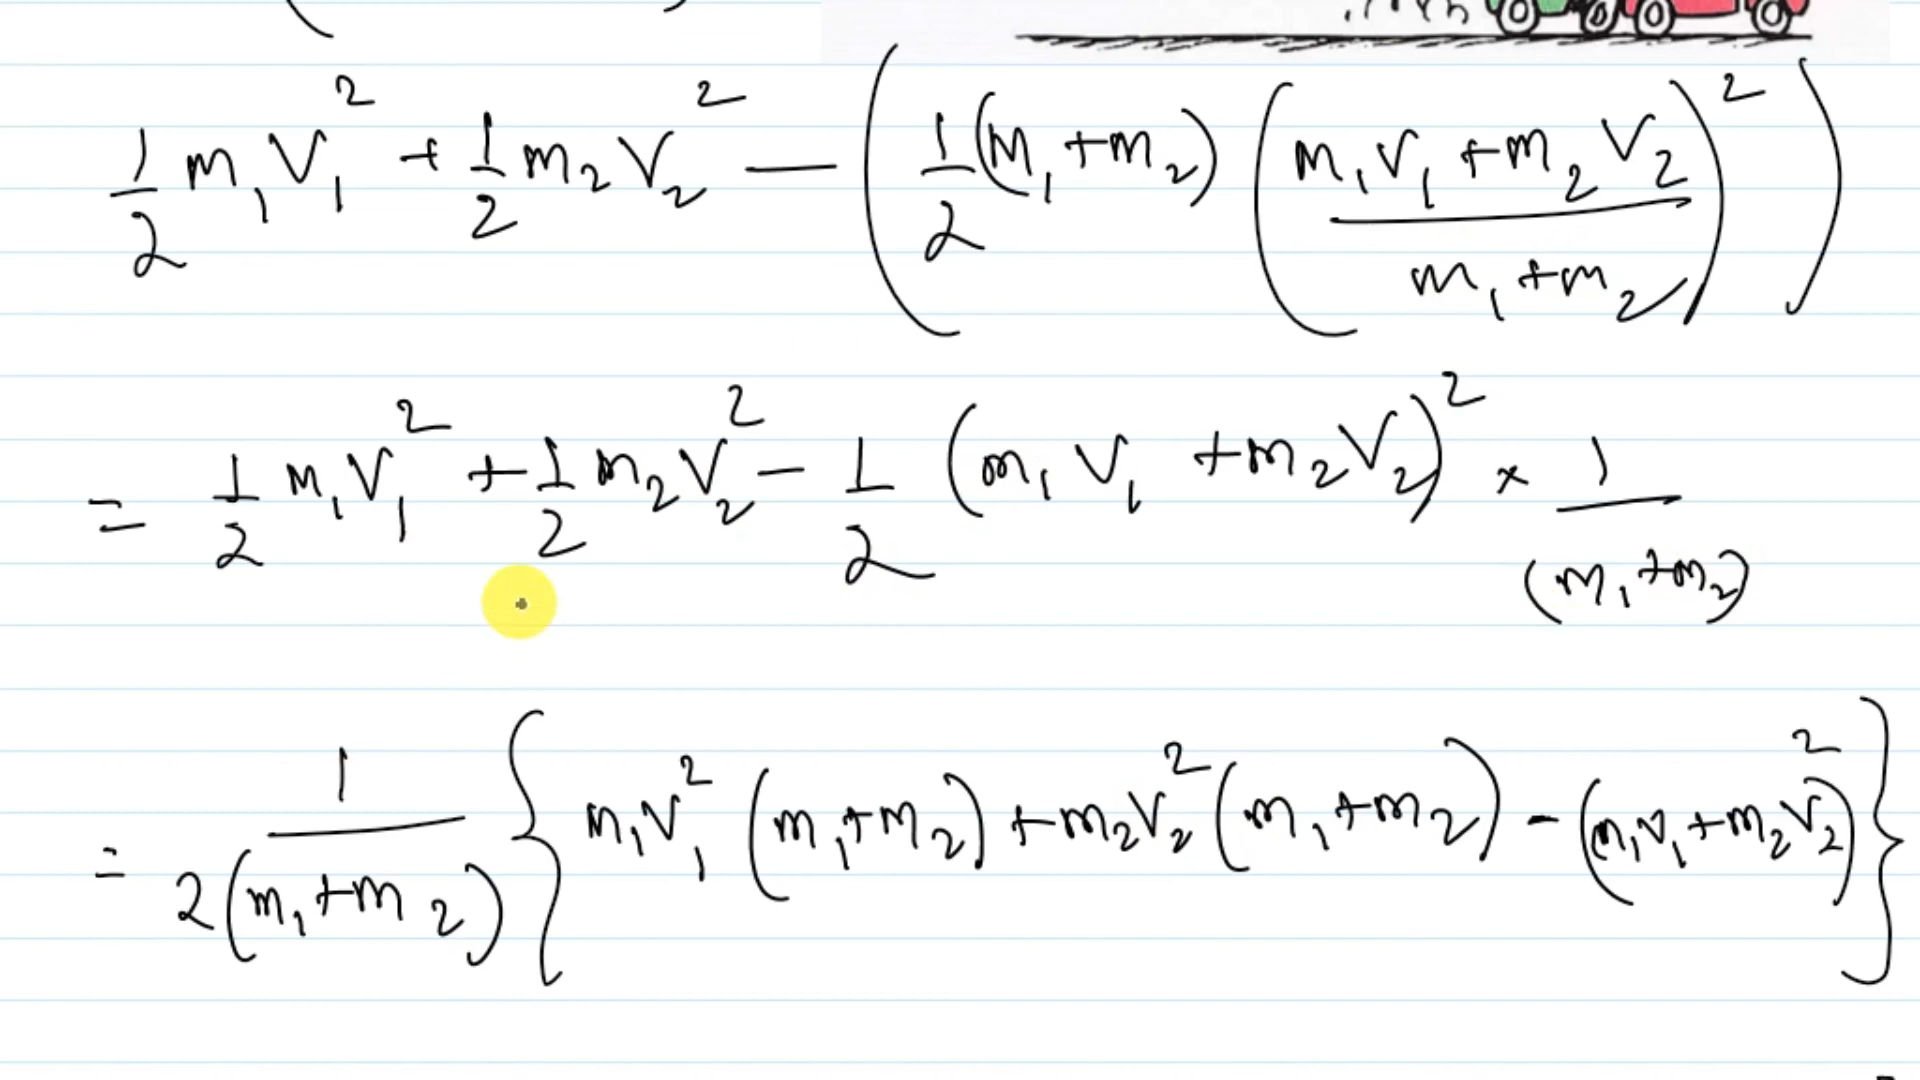 1/2 m₁V₁² + 1/2 m₂V₂² — (1/2 (m₁+m₂) ((m₁V₁+m₂V₂)/(m₁+m₂))²)
= 1/2 m₁V₁² + 1/2 m₂V₂² - 1/2 (m₁V₁+m₂V₂)² × 1/(m₁+m₂)
= 1/(2(m₁+m₂)) {m₁V₁² (m₁+m₂) + m₂V₂² (m₁+m₂) - (m₁V₁+m₂V₂)²}